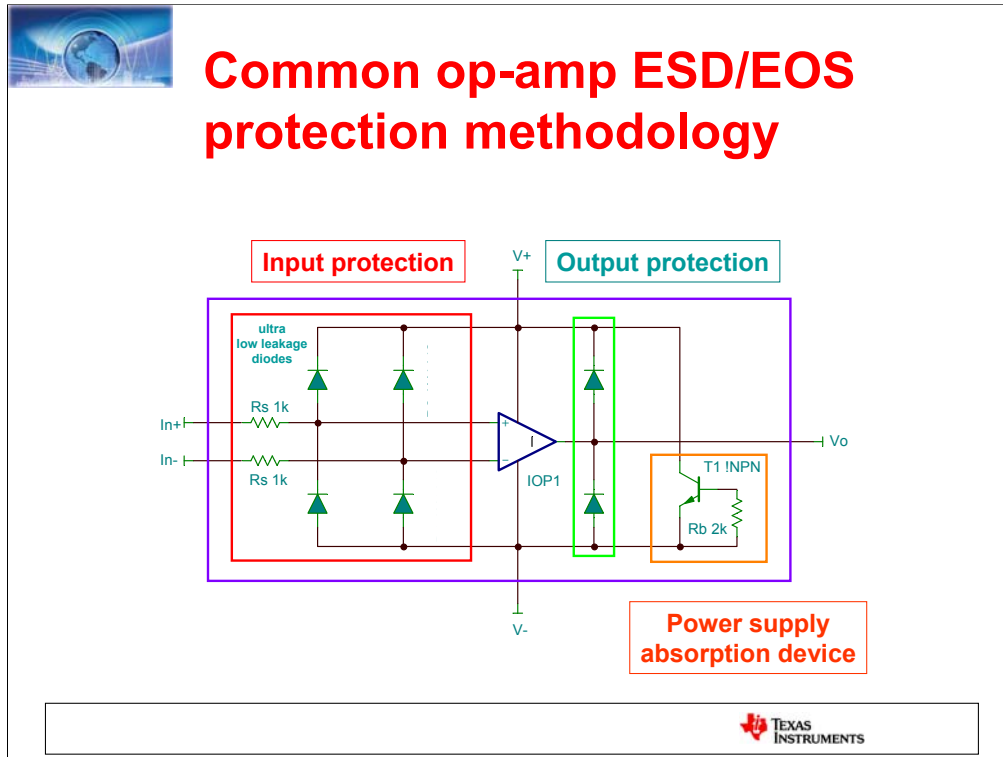 Common op-amp ESD/EOS
protection methodology
Input protection
V+
Output protection
ultra
low leakage
diodes
Rs 1k
In+
+
In-
−
Rs 1k
IOP1
Vo
T1 !NPN
Rb 2k
V-
Power supply
absorption device
TEXAS
INSTRUMENTS